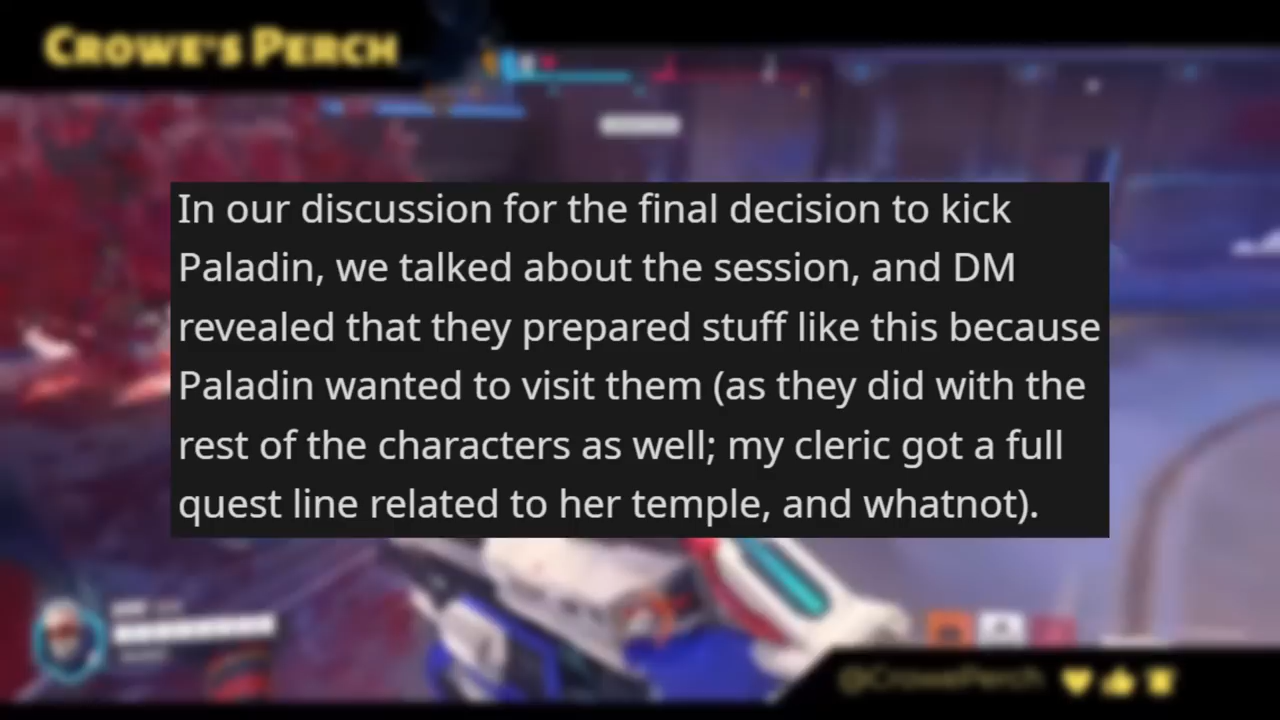 CROWE'S PERCH
In our discussion for the final decision to kick
Paladin, we talked about the session, and DM
revealed that they prepared stuff like this because
Paladin wanted to visit them (as they did with the
rest of the characters as well; my cleric got a full
quest line related to her temple, and whatnot).
@CrowePerch